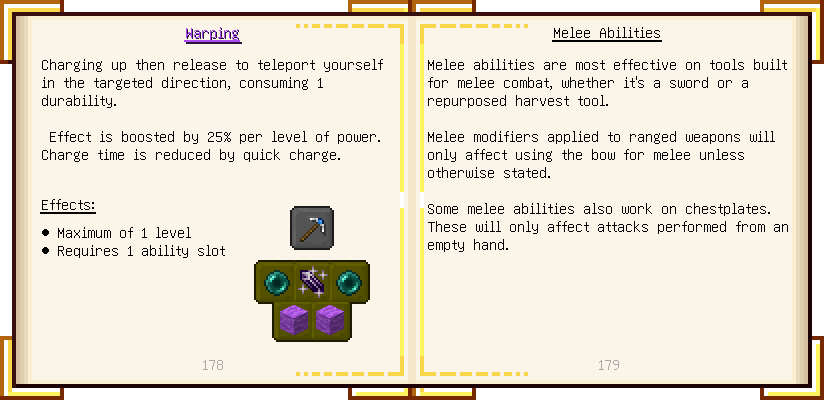 Warping
Charging up then release to teleport yourself
in the targeted direction, consuming 1
durability.
Effect is boosted by 25% per level of power.
Charge time is reduced by quick charge.
Effects:
● Maximum of 1 level
● Requires 1 ability slot
178
Melee Abilities
Melee abilities are most effective on tools built
for melee combat, whether it's a sword or a
repurposed harvest tool.
Melee modifiers applied to ranged weapons will
only affect using the bow for melee unless
otherwise stated.
Some melee abilities also work on chestplates.
These will only affect attacks performed from an
empty hand.
179